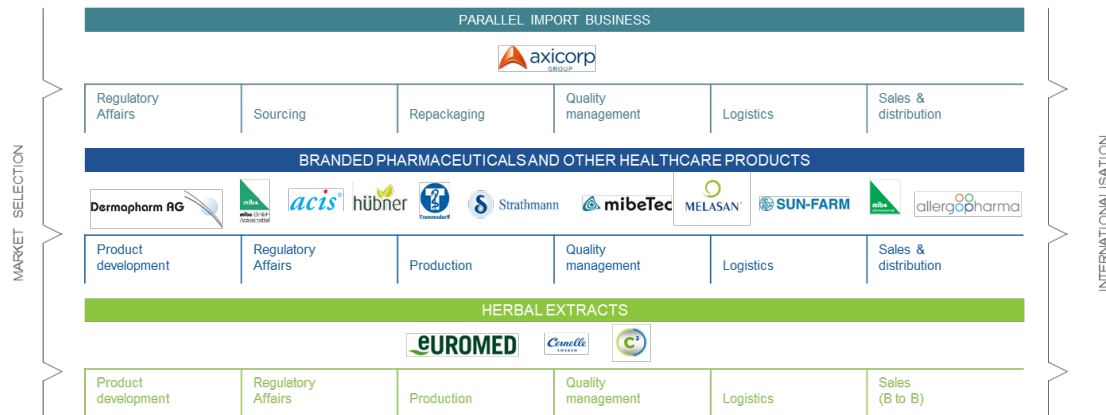 PARALLEL IMPORT BUSINESS
axicorp
GROUP
Regulatory
Affairs
Sourcing
Repackaging
Quality
management
Logistics
Sales &
distribution
MARKET SELECTION
INTERNATIONALISATION
BRANDED PHARMACEUTICALS AND OTHER HEALTHCARE PRODUCTS
Dermapharm AG
mibe
mibe GmbH
Arzneimittel
acis
hübner
Trommsdorff
Strathmann
mibeTec
MELASAN
SUN-FARM
mibe
allergopharma
Product
development
Regulatory
Affairs
Production
Quality
management
Logistics
Sales &
distribution
HERBAL EXTRACTS
eUROMED
Cernelle
SWEDEN
C³
Product
development
Regulatory
Affairs
Production
Quality
management
Logistics
Sales
(B to B)